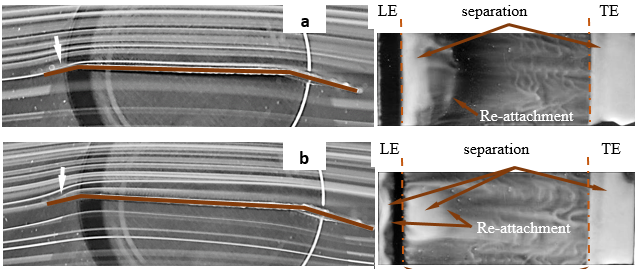 a
LE separation TE
Re-attachment
b
LE separation TE
Re-attachment